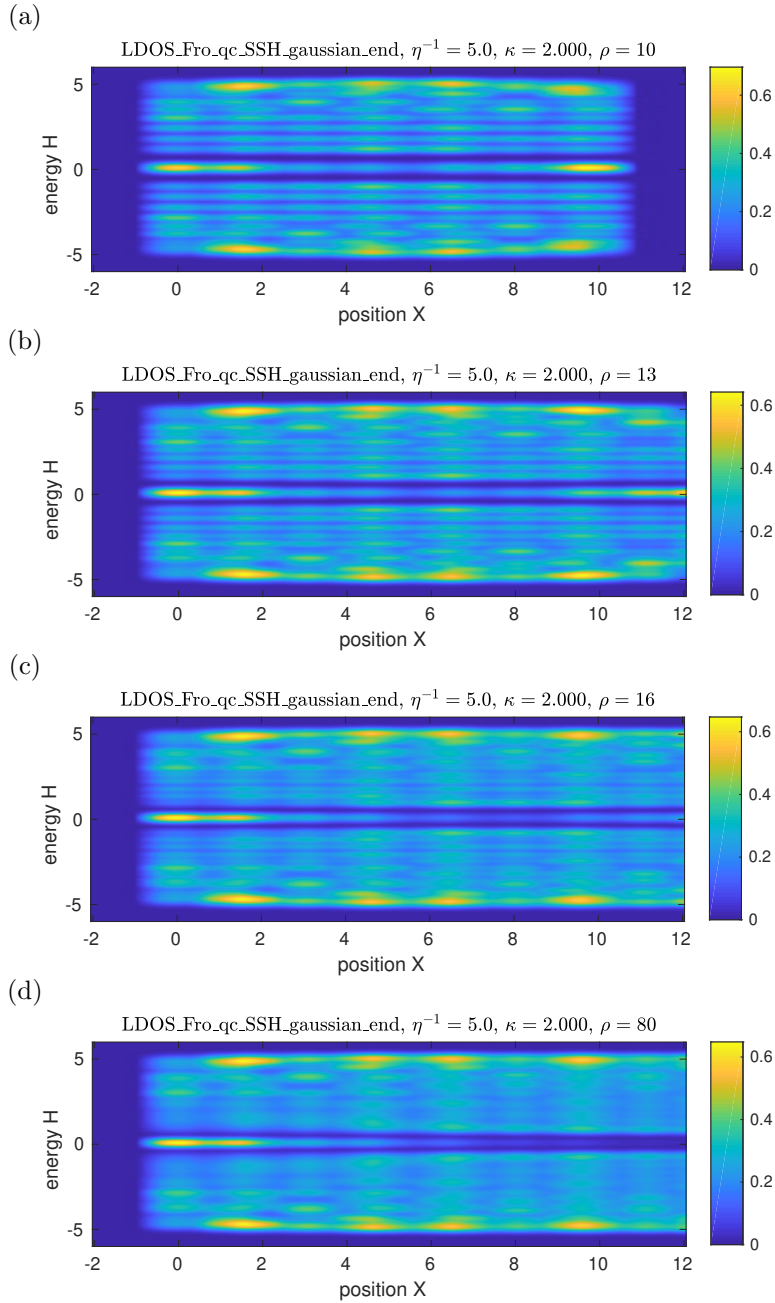 (a)
LDOS_Fro_qc_SSH_gaussian_end, η⁻¹ = 5.0, κ = 2.000, ρ = 10
energy H
5
0
-5
-2 0 2 4 6 8 10 12
position X
0.6
0.4
0.2
0
(b)
LDOS_Fro_qc_SSH_gaussian_end, η⁻¹ = 5.0, κ = 2.000, ρ = 13
energy H
5
0
-5
-2 0 2 4 6 8 10 12
position X
0.6
0.4
0.2
0
(c)
LDOS_Fro_qc_SSH_gaussian_end, η⁻¹ = 5.0, κ = 2.000, ρ = 16
energy H
5
0
-5
-2 0 2 4 6 8 10 12
position X
0.6
0.4
0.2
0
(d)
LDOS_Fro_qc_SSH_gaussian_end, η⁻¹ = 5.0, κ = 2.000, ρ = 80
energy H
5
0
-5
-2 0 2 4 6 8 10 12
position X
0.6
0.4
0.2
0